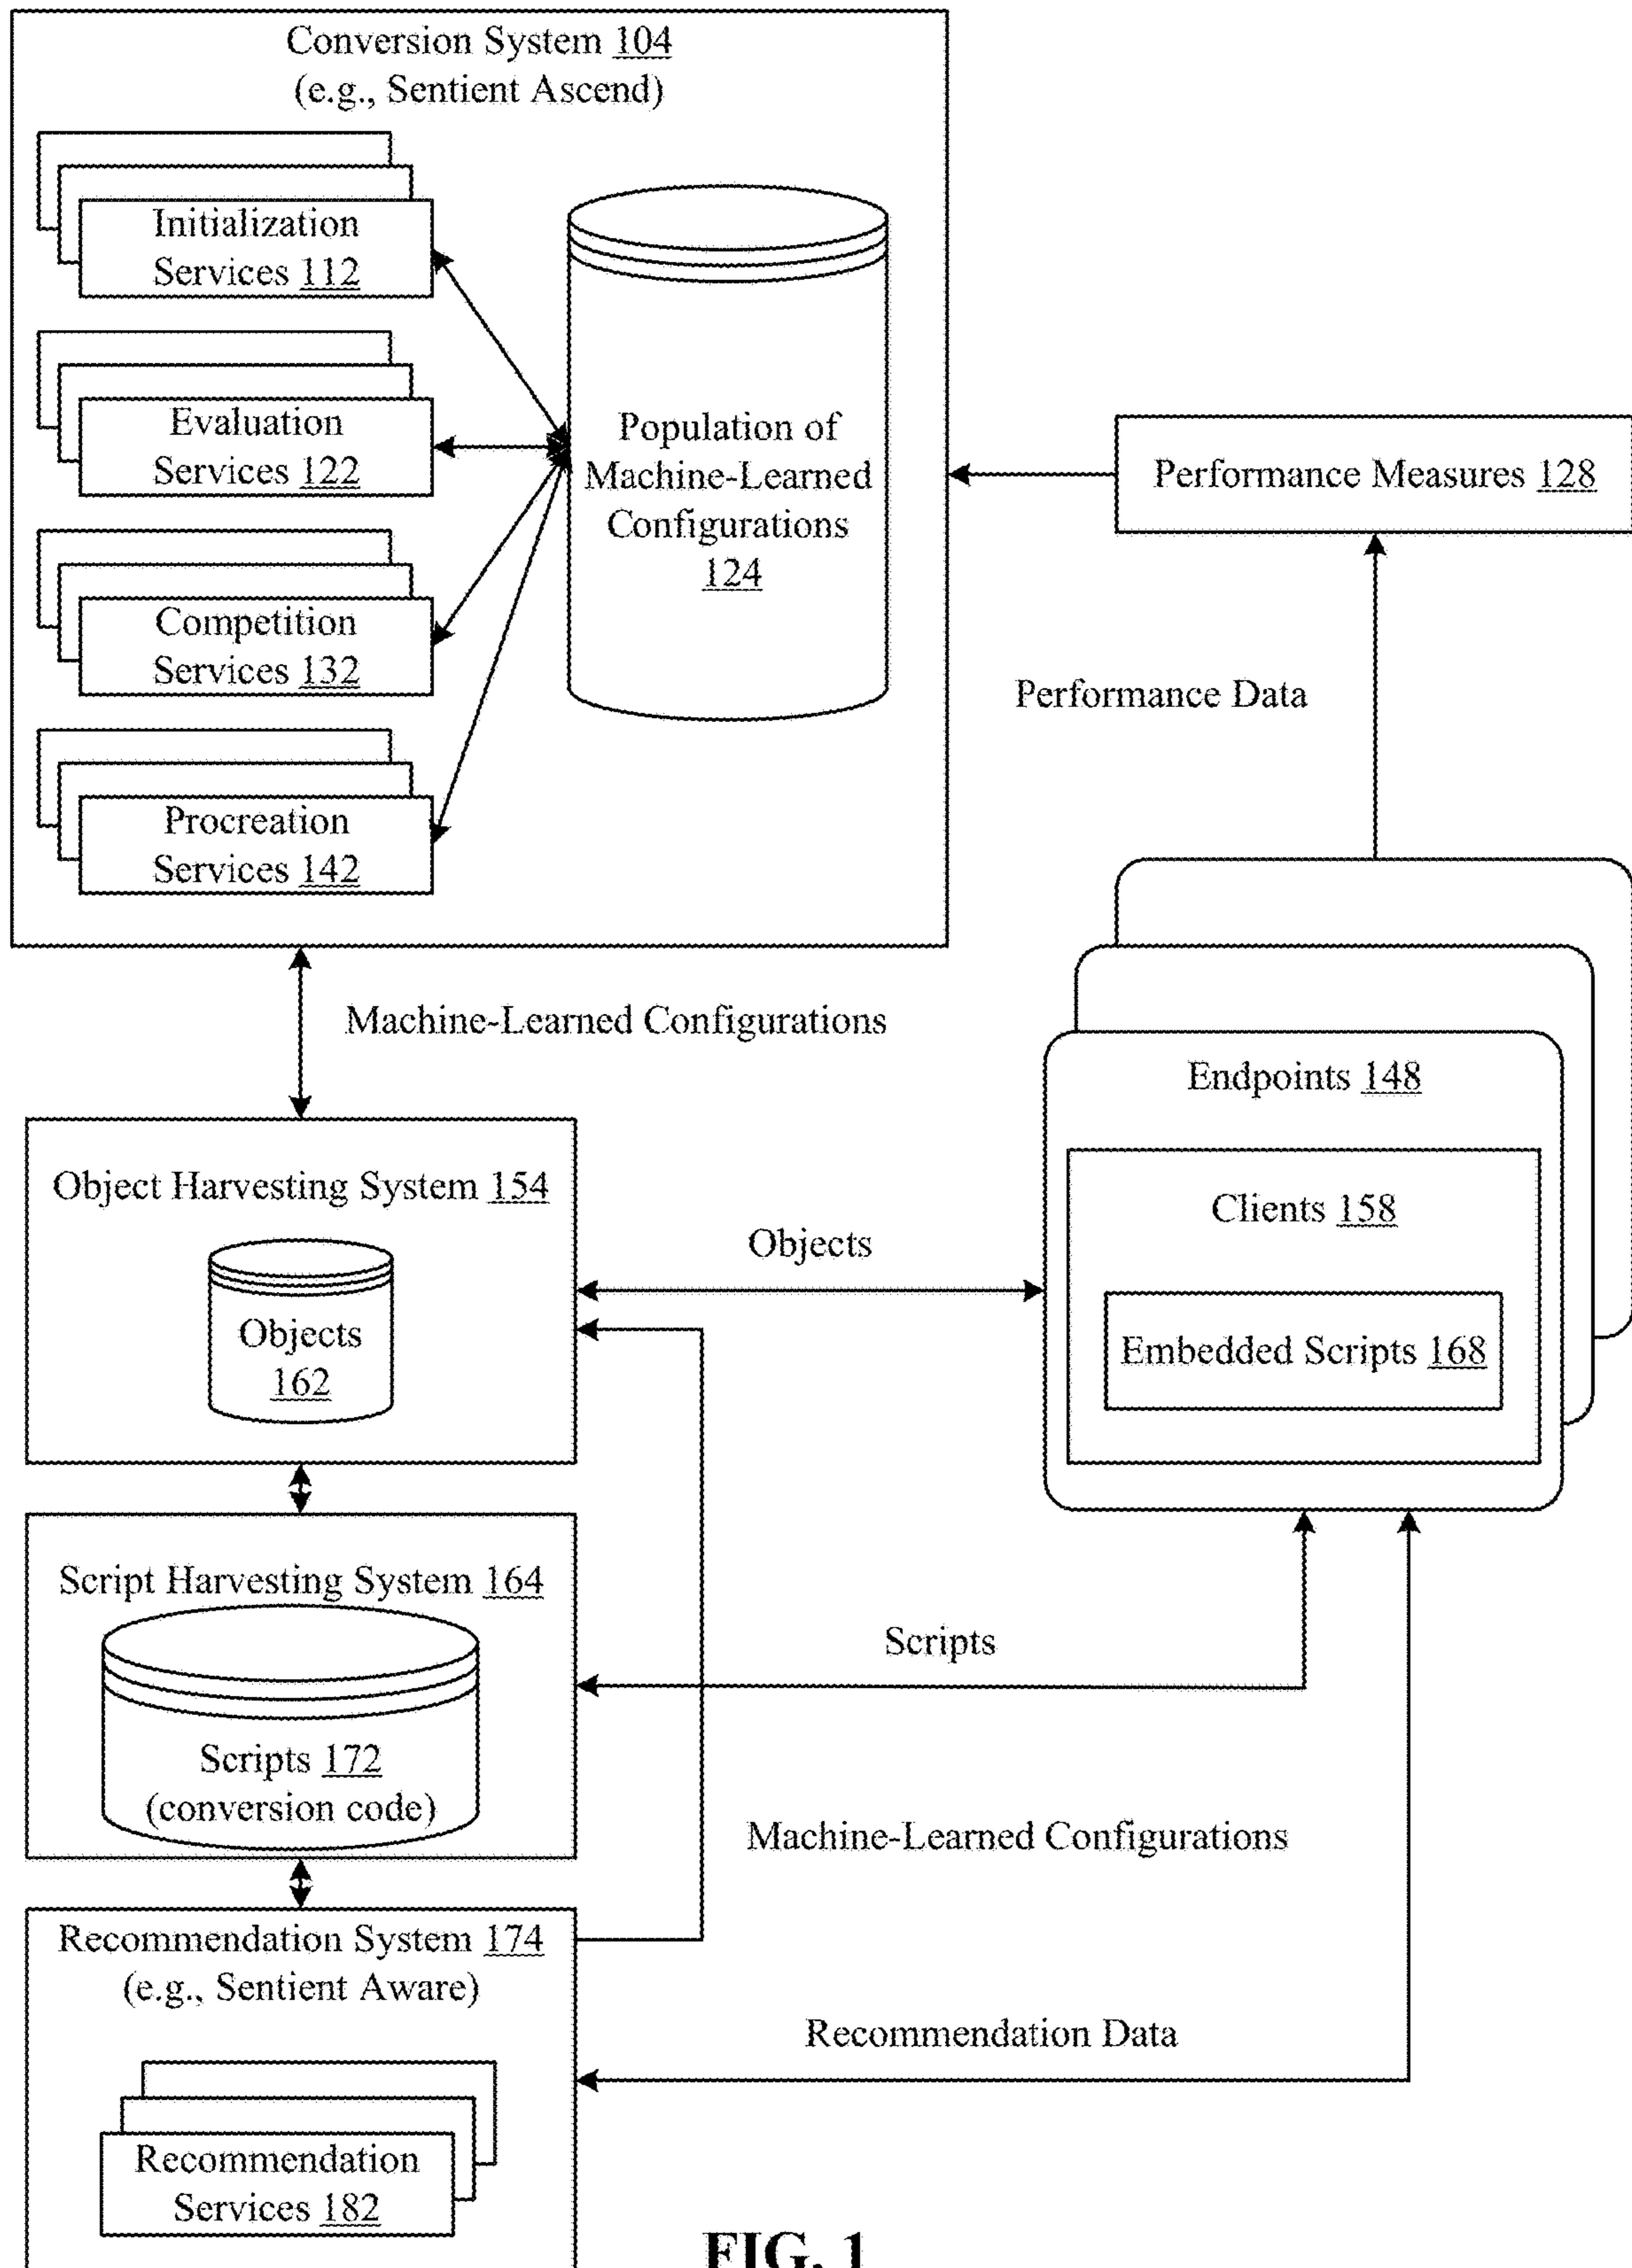 Conversion System 104
(e.g., Sentient Ascend)
Initialization
Services 112
Evaluation
Services 122
Competition
Services 132
Procreation
Services 142
Population of
Machine-Learned
Configurations
124
Performance Measures 128
Performance Data
Machine-Learned Configurations
Endpoints 148
Clients 158
Embedded Scripts 168
Object Harvesting System 154
Objects
162
Objects
Script Harvesting System 164
Scripts 172
(conversion code)
Scripts
Machine-Learned Configurations
Recommendation System 174
(e.g., Sentient Aware)
Recommendation Data
Recommendation
Services 182
FIG. 1